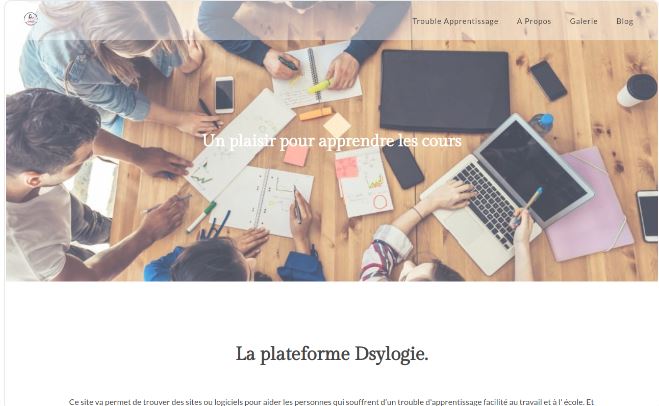 Trouble Apprentissage A Propos Galerie Blog
Un plaisir pour apprendre les cours
La plateforme Dsylogie.
Ce site va permet de trouver des sites ou logiciels pour aider les personnes qui souffrent d'un trouble d'apprentissage facilité au travail et à l' école. Et